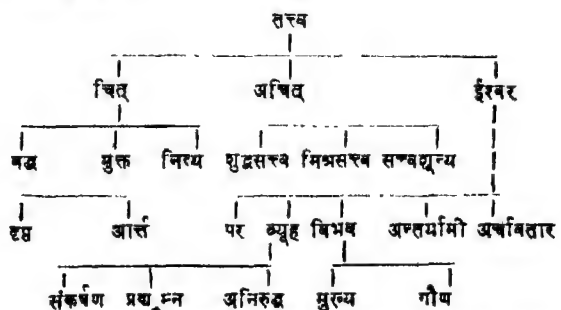 तत्त्व
चित् अचित् ईश्वर
बद्ध मुक्त नित्य शुद्धसत्त्व मिश्रसत्त्व सत्त्वशून्य
दृप्त आर्त्त पर व्यूह विभव अन्तर्यामी अर्चावतार
संकर्षण प्रद्युम्न अनिरुद्ध मुख्य गौण